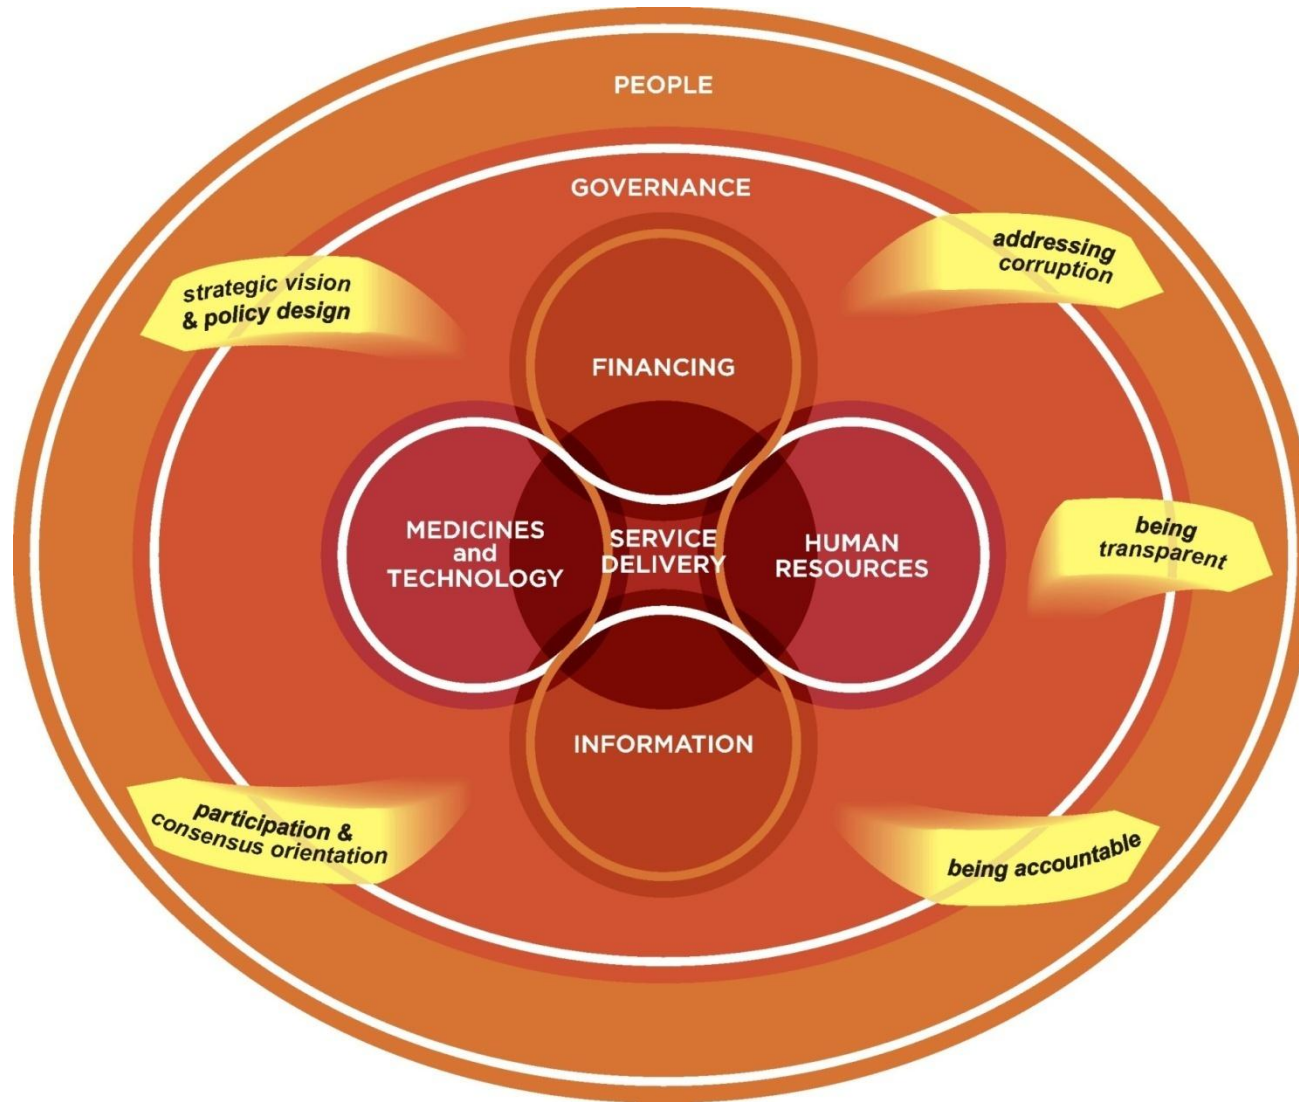 PEOPLE
GOVERNANCE
addressing
corruption
strategic vision
& policy design
FINANCING
MEDICINES
and
TECHNOLOGY
SERVICE
DELIVERY
HUMAN
RESOURCES
being
transparent
INFORMATION
participation &
consensus orientation
being accountable